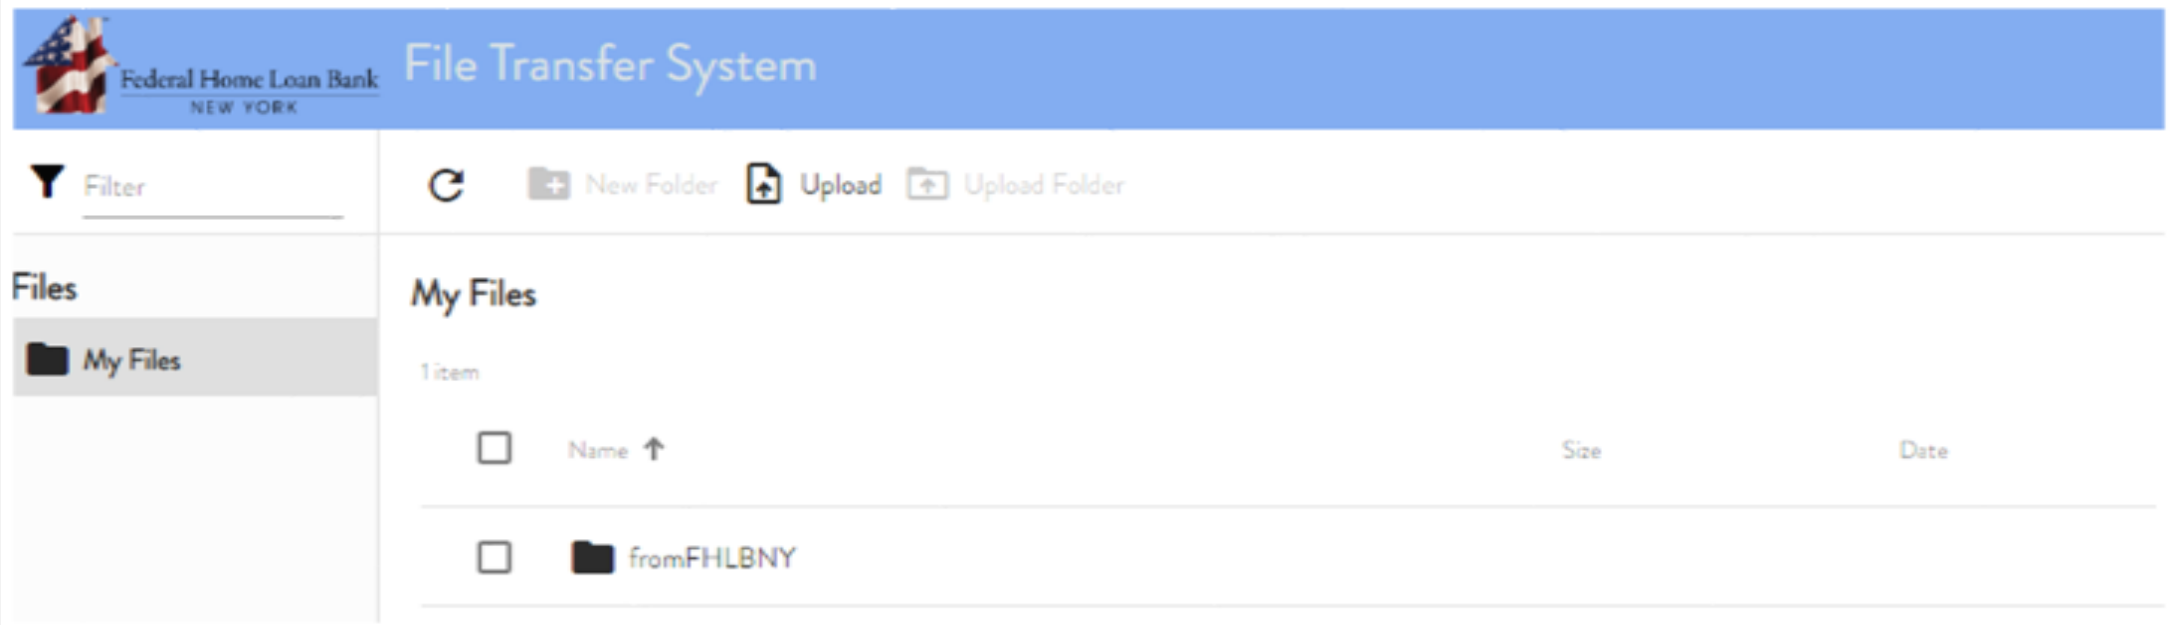 Federal Home Loan Bank
NEW YORK
File Transfer System
Filter
New Folder
Upload
Upload Folder
Files
My Files
My Files
1 item
Name
Size
Date
fromFHLBNY